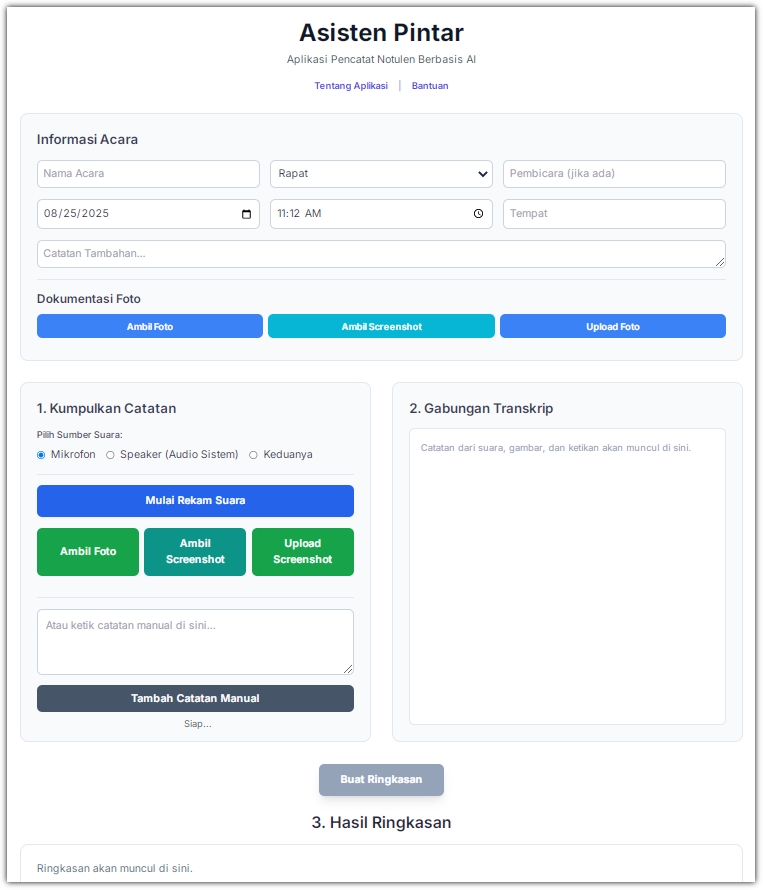 Asisten Pintar
Aplikasi Pencatat Notulen Berbasis AI
Tentang Aplikasi | Bantuan
Informasi Acara
Nama Acara
Rapat
Pembicara (jika ada)
08/25/2025
11:12 AM
Tempat
Catatan Tambahan...
Dokumentasi Foto
Ambil Foto
Ambil Screenshot
Upload Foto
1. Kumpulkan Catatan
Pilih Sumber Suara:
Mikrofon
Speaker (Audio Sistem)
Keduanya
Mulai Rekam Suara
Ambil Foto
Ambil
Screenshot
Upload
Screenshot
Atau ketik catatan manual di sini...
Tambah Catatan Manual
Siap...
2. Gabungan Transkrip
Catatan dari suara, gambar, dan ketikan akan muncul di sini.
Buat Ringkasan
3. Hasil Ringkasan
Ringkasan akan muncul di sini.